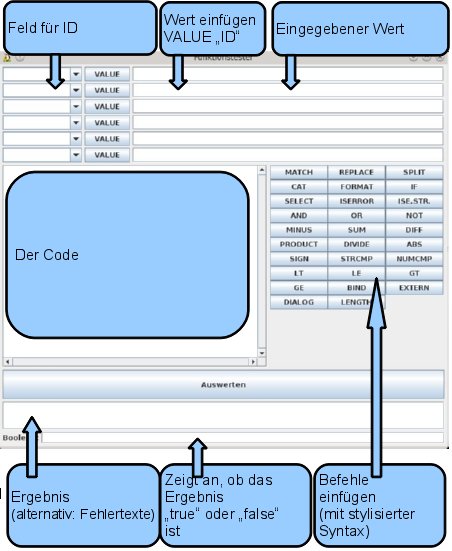 Feld für ID
Wert einfügen
VALUE „ID“
Eingegebener Wert
Funktionstester
VALUE
VALUE
VALUE
VALUE
VALUE
VALUE
Der Code
MATCH REPLACE SPLIT
CAT FORMAT IF
SELECT ISERROR ISE.STR.
AND OR NOT
MINUS SUM DIFF
PRODUCT DIVIDE ABS
SIGN STRCMP NUMCMP
LT LE GT
GE BIND EXTERN
DIALOG LENGTH
Auswerten
Ergebnis
(alternativ: Fehlertexte)
Zeigt an, ob das
Ergebnis
„true“ oder „false“
ist
Befehle
einfügen
(mit stylisierter
Syntax)